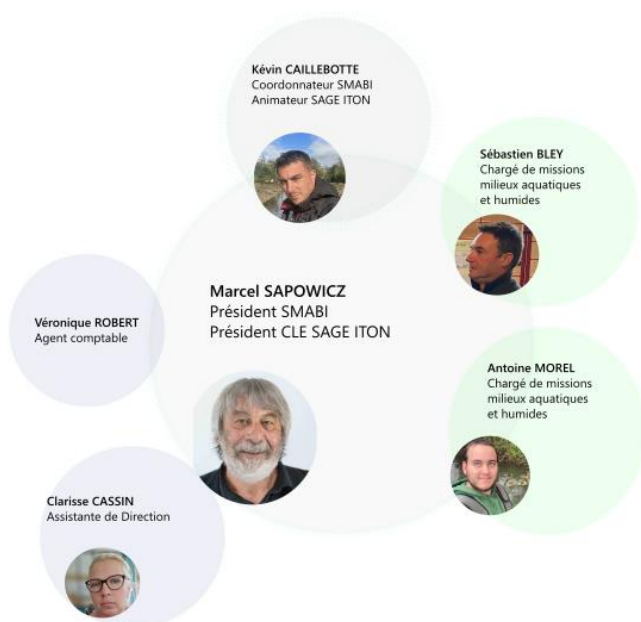 Kévin CAILLEBOTTE
Coordonnateur SMABI
Animateur SAGE ITON
Sébastien BLEY
Chargé de missions
milieux aquatiques
et humides
Marcel SAPOWICZ
Président SMABI
Président CLE SAGE ITON
Véronique ROBERT
Agent comptable
Antoine MOREL
Chargé de missions
milieux aquatiques
et humides
Clarisse CASSIN
Assistante de Direction